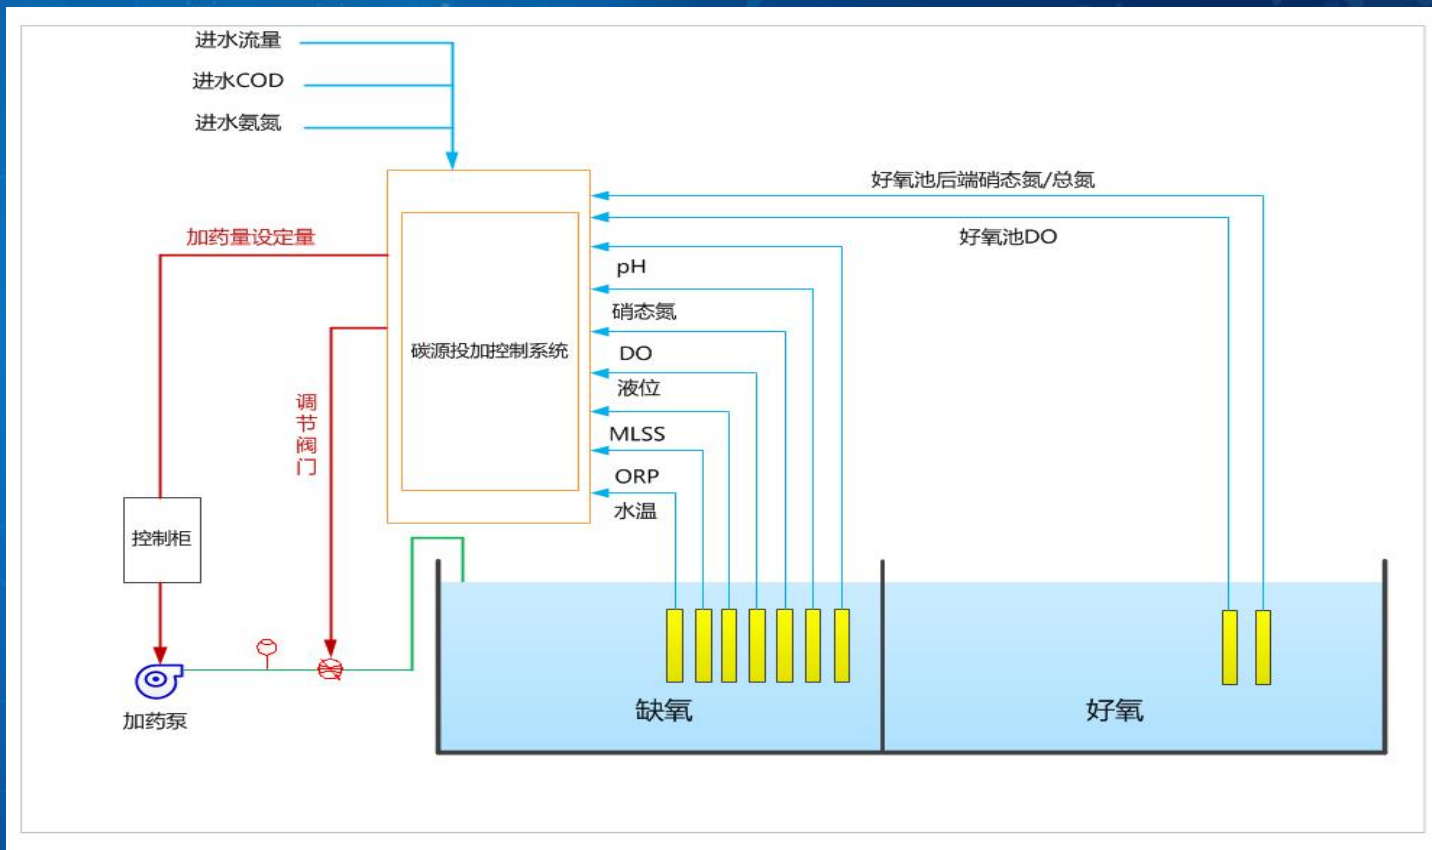 进水流量
进水COD
进水氨氮
好氧池后端硝态氮/总氮
加药量设定量
好氧池DO
pH
硝态氮
碳源投加控制系统
DO
液位
调节阀门
MLSS
ORP
水温
控制柜
加药泵
缺氧
好氧